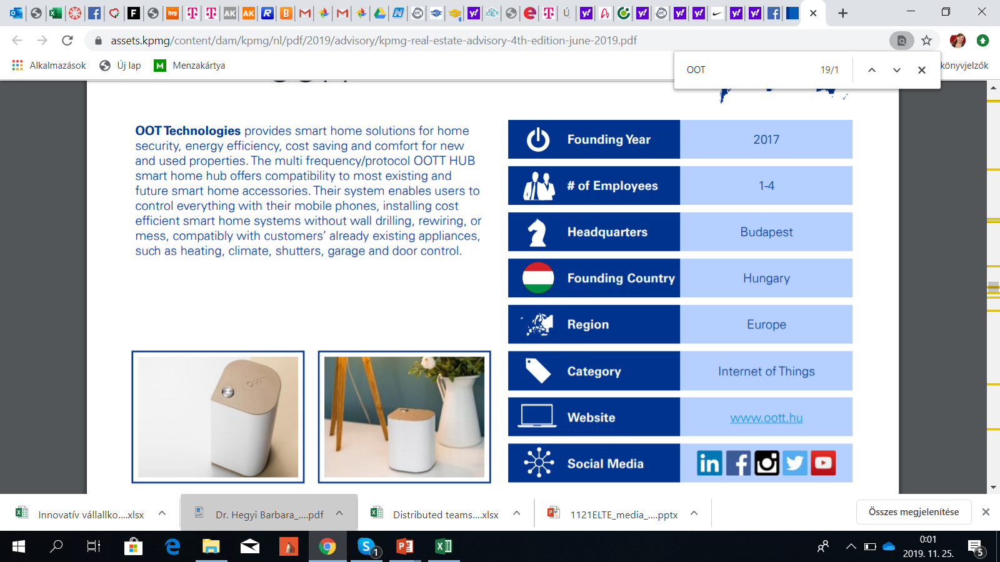 assets.kpmg/content/dam/kpmg/nl/pdf/2019/advisory/kpmg-real-estate-advisory-4th-edition-june-2019.pdf
Alkalmazások
Új lap
Menzakártya
könyvjelzők
OOT
19/1
OOT Technologies provides smart home solutions for home
security, energy efficiency, cost saving and comfort for new
and used properties. The multi frequency/protocol OOTT HUB
smart home hub offers compatibility to most existing and
future smart home accessories. Their system enables users to
control everything with their mobile phones, installing cost
efficient smart home systems without wall drilling, rewiring, or
mess, compatibly with customers' already existing appliances,
such as heating, climate, shutters, garage and door control.
Founding Year 2017
# of Employees 1-4
Headquarters Budapest
Founding Country Hungary
Region Europe
Category Internet of Things
Website www.oott.hu
Social Media
OOTT
Innovatív vállallko....xlsx
Dr. Hegyi Barbara_....pdf
Distributed teams....xlsx
1121ELTE_media_....pptx
Összes megjelenítése
0:01
2019. 11. 25.
1
5